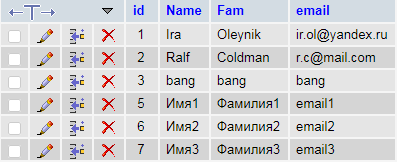 id Name Fam email
1 Ira Oleynik ir.ol@yandex.ru
2 Ralf Coldman r.c@mail.com
3 bang bang bang
5 Имя1 Фамилия1 email1
6 Имя2 Фамилия2 email2
7 Имя3 Фамилия3 email3